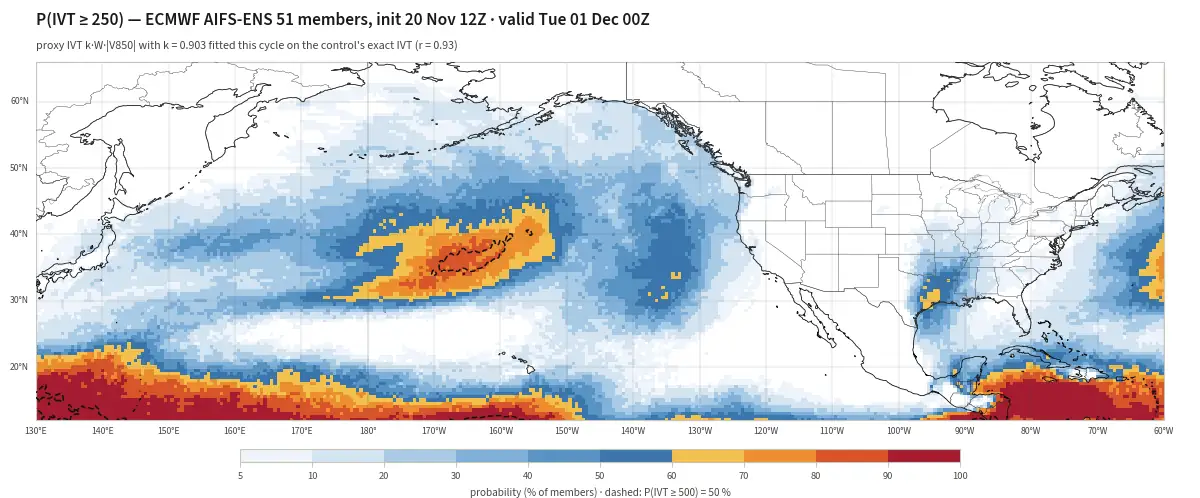 P(IVT ≥ 250) — ECMWF AIFS-ENS 51 members, init 20 Nov 12Z · valid Tue 01 Dec 00Z
proxy IVT k·W·|V850| with k = 0.903 fitted this cycle on the control's exact IVT (r = 0.93)
60°N
50°N
40°N
30°N
20°N
130°E 140°E 150°E 160°E 170°E 180° 170°W 160°W 150°W 140°W 130°W 120°W 110°W 100°W 90°W 80°W 70°W 60°W
5 10 20 30 40 50 60 70 80 90 100
probability (% of members) · dashed: P(IVT ≥ 500) = 50 %